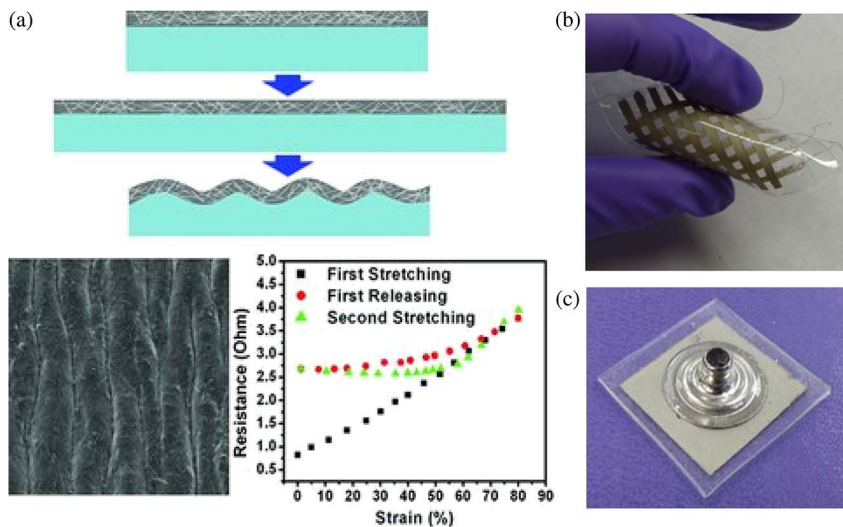 (a)
(b)
(c)
Resistance (Ohm)
5.0
4.5
4.0
3.5
3.0
2.5
2.0
1.5
1.0
0.5
First Stretching
First Releasing
Second Stretching
0 10 20 30 40 50 60 70 80 90
Strain (%)